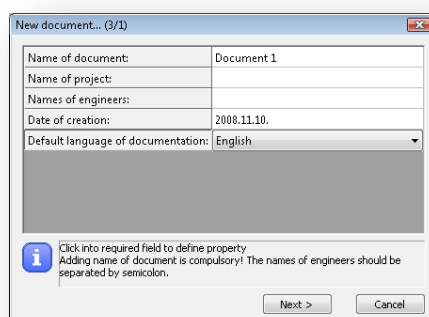 New document... (3/1)
Name of document: Document 1
Name of project:
Names of engineers:
Date of creation: 2008.11.10.
Default language of documentation: English
Click into required field to define property
Adding name of document is compulsory! The names of engineers should be
separated by semicolon.
Next > Cancel